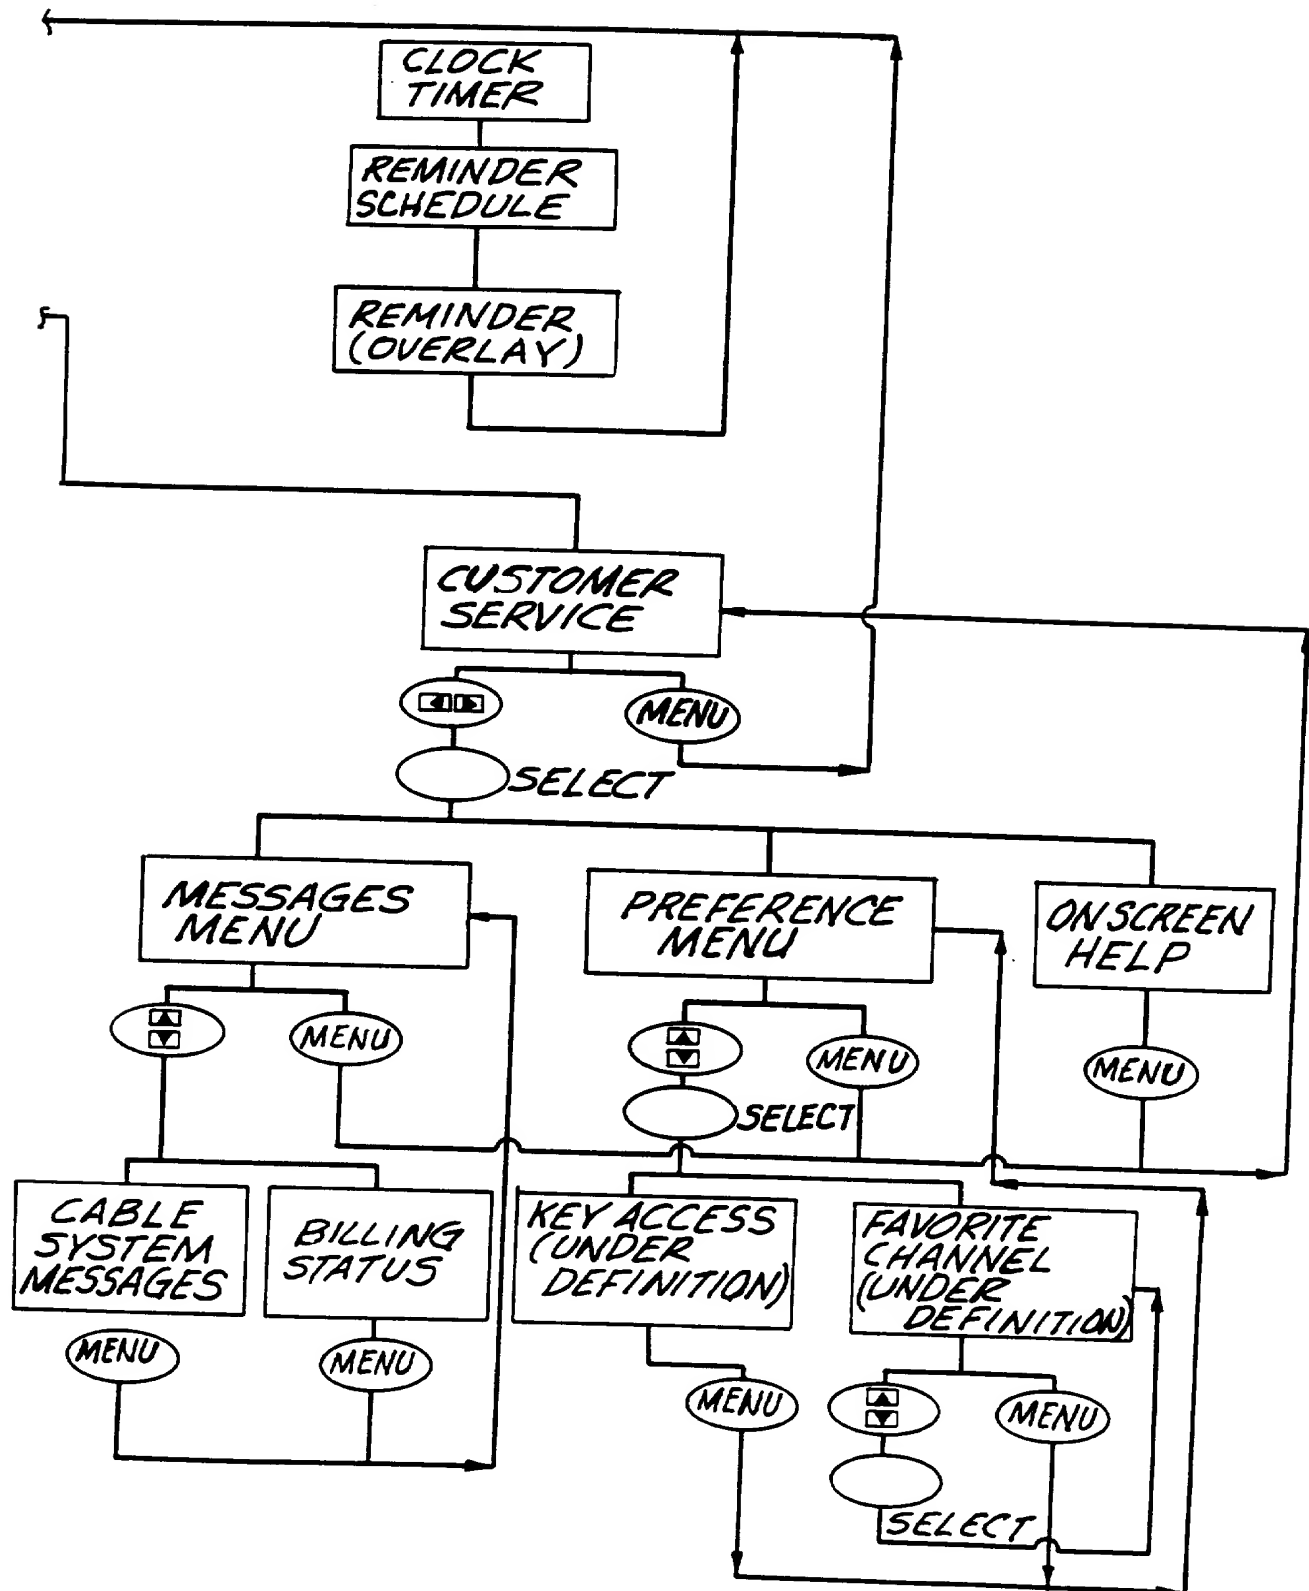 CLOCK
TIMER
REMINDER
SCHEDULE
REMINDER
(OVERLAY)
CUSTOMER
SERVICE
MENU
SELECT
MESSAGES
MENU
PREFERENCE
MENU
ON SCREEN
HELP
MENU
MENU
MENU
SELECT
CABLE
SYSTEM
MESSAGES
BILLING
STATUS
KEY ACCESS
(UNDER
DEFINITION)
FAVORITE
CHANNEL
(UNDER
DEFINITION)
MENU
MENU
MENU
MENU
SELECT